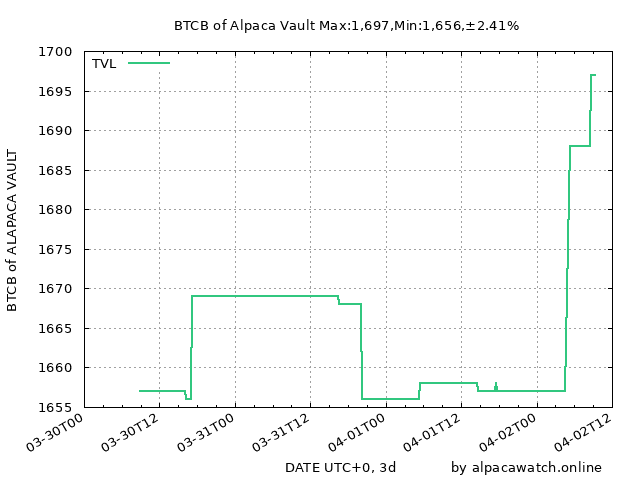 BTCB of Alpaca Vault Max:1,697,Min:1,656,±2.41%
TVL
1700
1695
1690
1685
1680
1675
1670
1665
1660
1655
BTCB of ALAPACA VAULT
03-30T00
03-30T12
03-31T00
03-31T12
04-01T00
04-01T12
04-02T00
04-02T12
DATE UTC+0, 3d
by alpacawatch.online